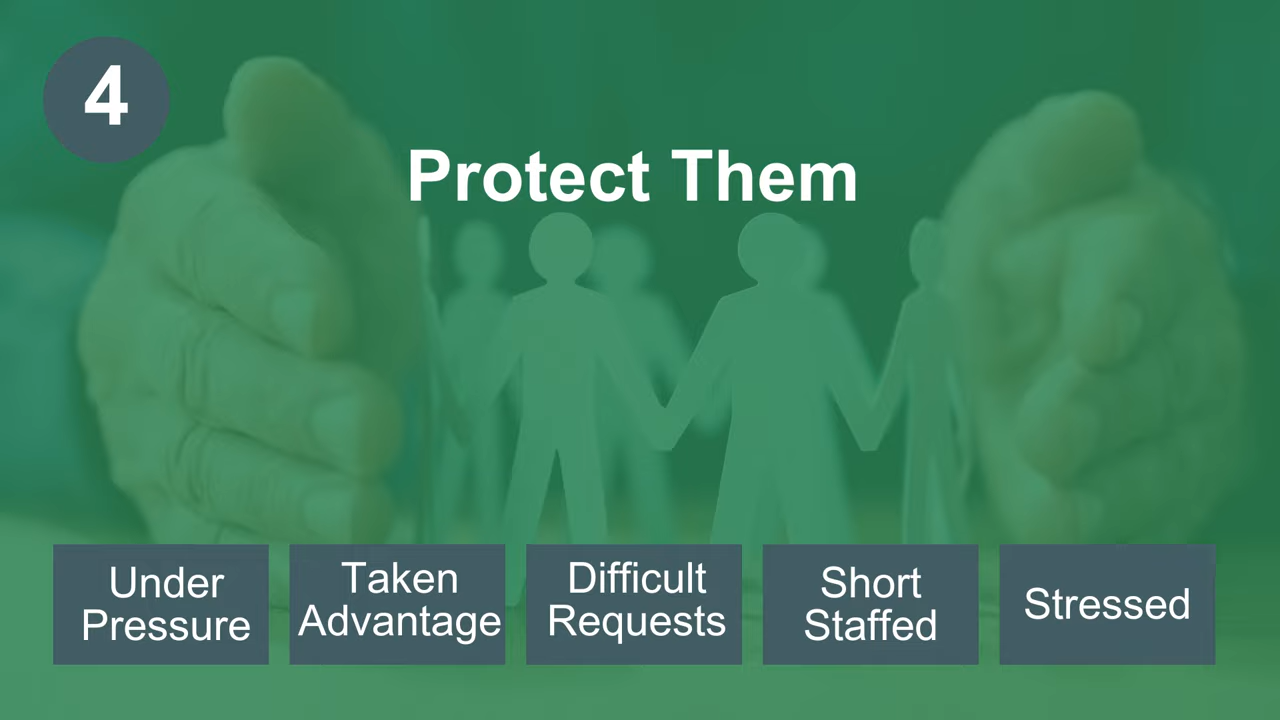 4
Protect Them
Under
Pressure
Taken
Advantage
Difficult
Requests
Short
Staffed
Stressed